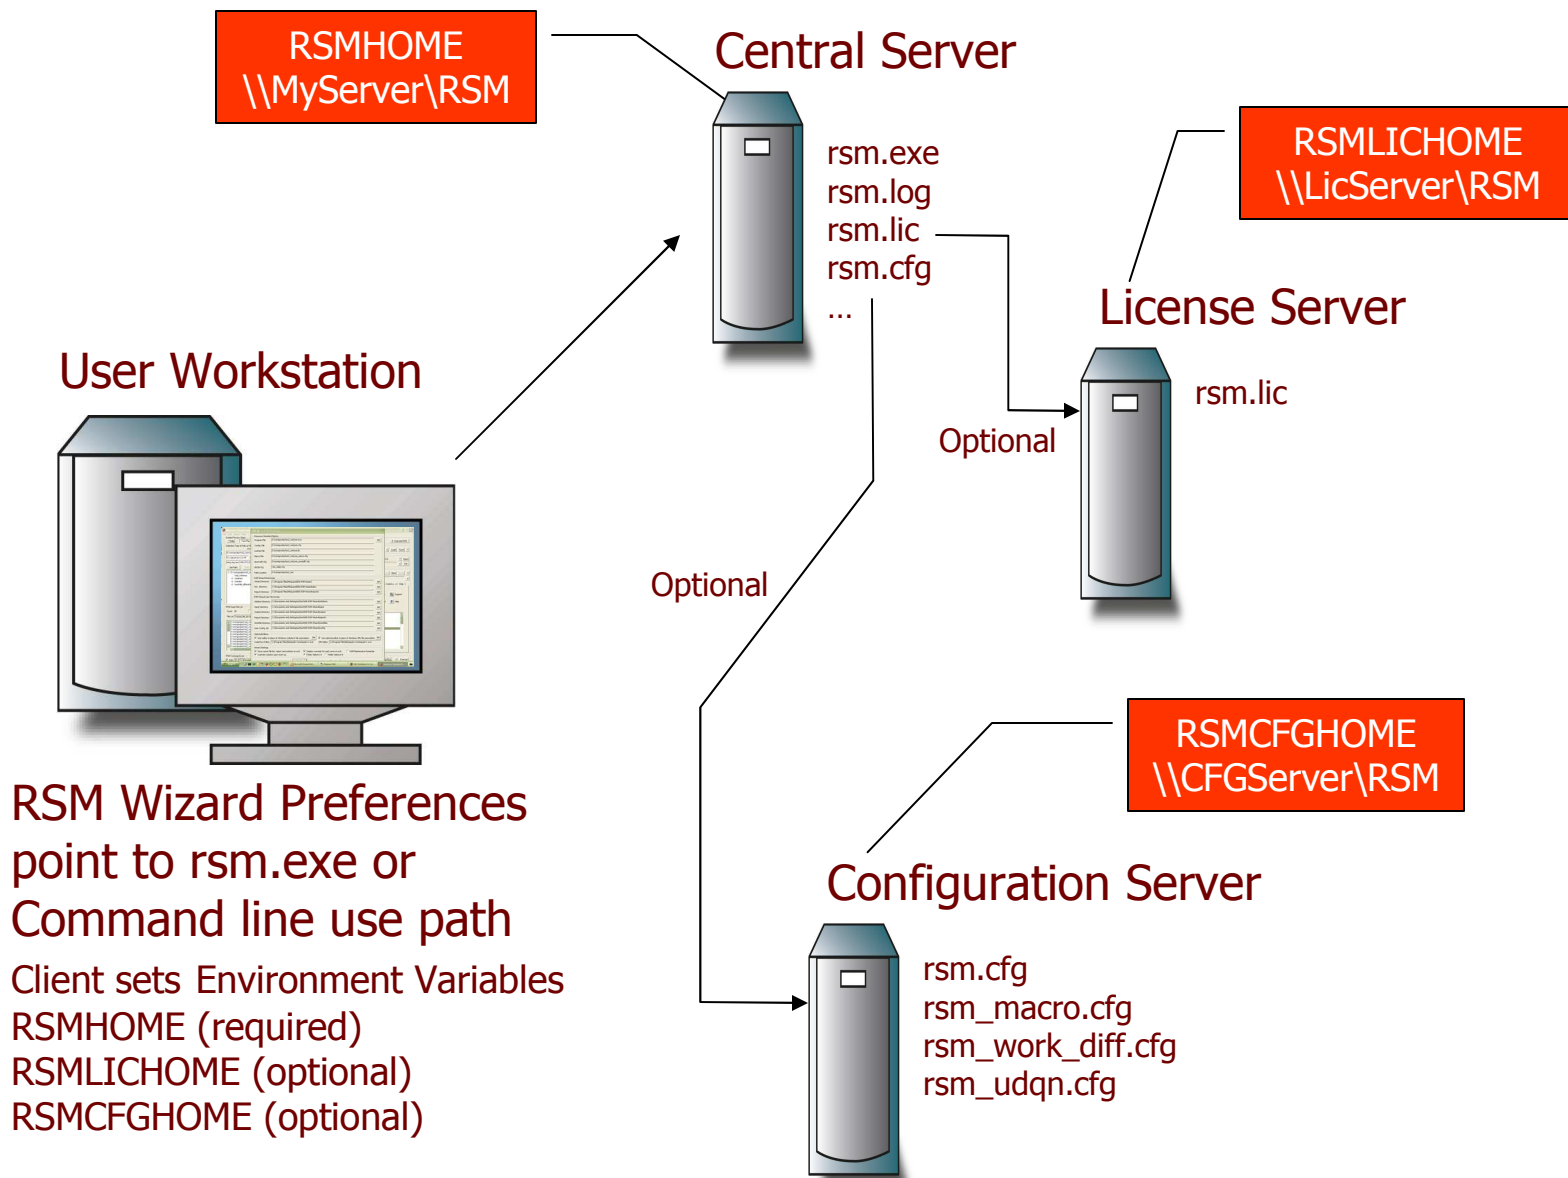 RSMHOME
\\MyServer\RSM
Central Server
rsm.exe
rsm.log
rsm.lic
rsm.cfg
...
RSMLICHOME
\\LicServer\RSM
License Server
rsm.lic
Optional
User Workstation
Optional
RSM Wizard Preferences
point to rsm.exe or
Command line use path
Client sets Environment Variables
RSMHOME (required)
RSMLICHOME (optional)
RSMCFGHOME (optional)
RSMCFGHOME
\\CFGServer\RSM
Configuration Server
rsm.cfg
rsm_macro.cfg
rsm_work_diff.cfg
rsm_udqn.cfg